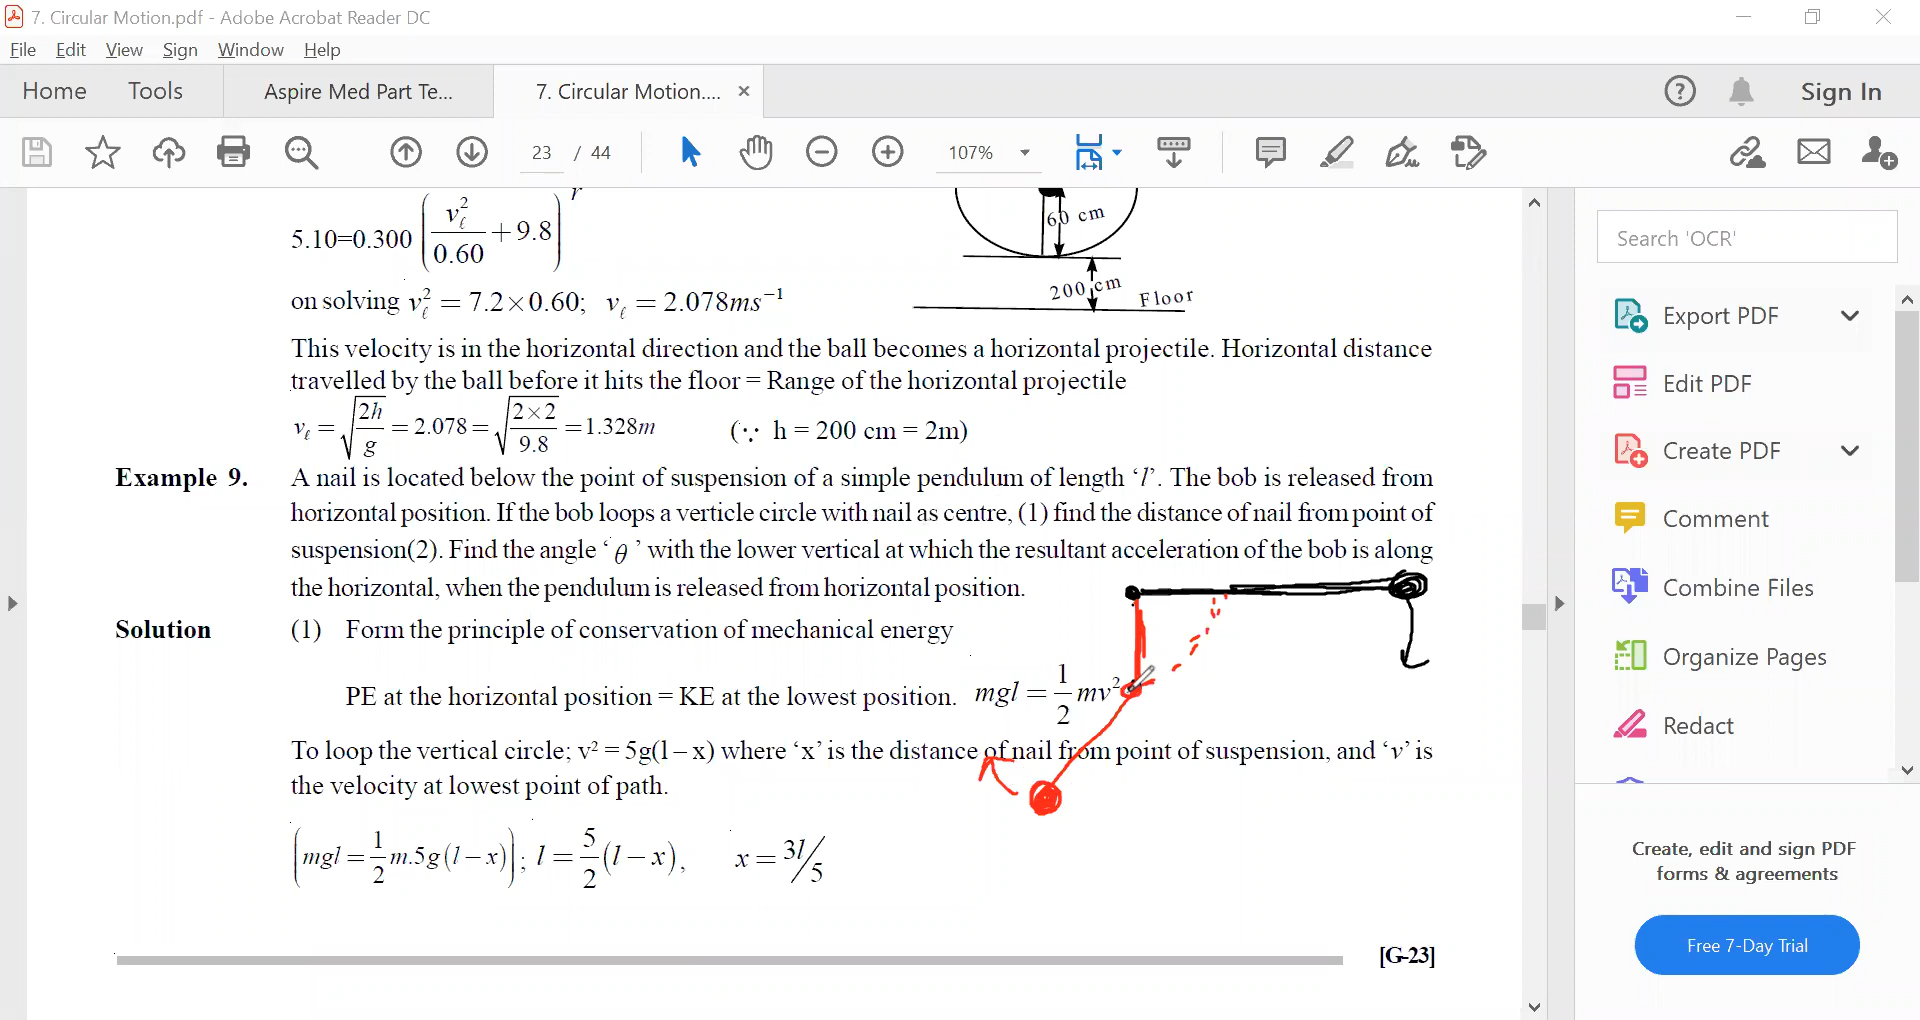 7. Circular Motion.pdf - Adobe Acrobat Reader DC
File Edit View Sign Window Help
Home Tools Aspire Med Part Te... 7. Circular Motion.... × Sign In
23 / 44 107%
r
5.10=0.300 (v_ℓ^2/0.60 + 9.8)
60 cm
200 cm Floor
on solving v_ℓ^2 = 7.2×0.60; v_ℓ = 2.078ms^-1
This velocity is in the horizontal direction and the ball becomes a horizontal projectile. Horizontal distance
travelled by the ball before it hits the floor = Range of the horizontal projectile
v_ℓ = √(2h/g) = 2.078 = √(2×2/9.8) = 1.328m (∵ h = 200 cm = 2m)
Example 9. A nail is located below the point of suspension of a simple pendulum of length ‘l’. The bob is released from
horizontal position. If the bob loops a verticle circle with nail as centre, (1) find the distance of nail from point of
suspension(2). Find the angle ‘θ’ with the lower vertical at which the resultant acceleration of the bob is along
the horizontal, when the pendulum is released from horizontal position.
Solution (1) Form the principle of conservation of mechanical energy
PE at the horizontal position = KE at the lowest position. mgl = 1/2 mv^2
To loop the vertical circle; v² = 5g(l – x) where ‘x’ is the distance of nail from point of suspension, and ‘v’ is
the velocity at lowest point of path.
(mgl = 1/2 m.5g(l – x)); l = 5/2 (l – x), x = 3l/5
[G-23]
Search 'OCR'
Export PDF
Edit PDF
Create PDF
Comment
Combine Files
Organize Pages
Redact
Create, edit and sign PDF
forms & agreements
Free 7-Day Trial